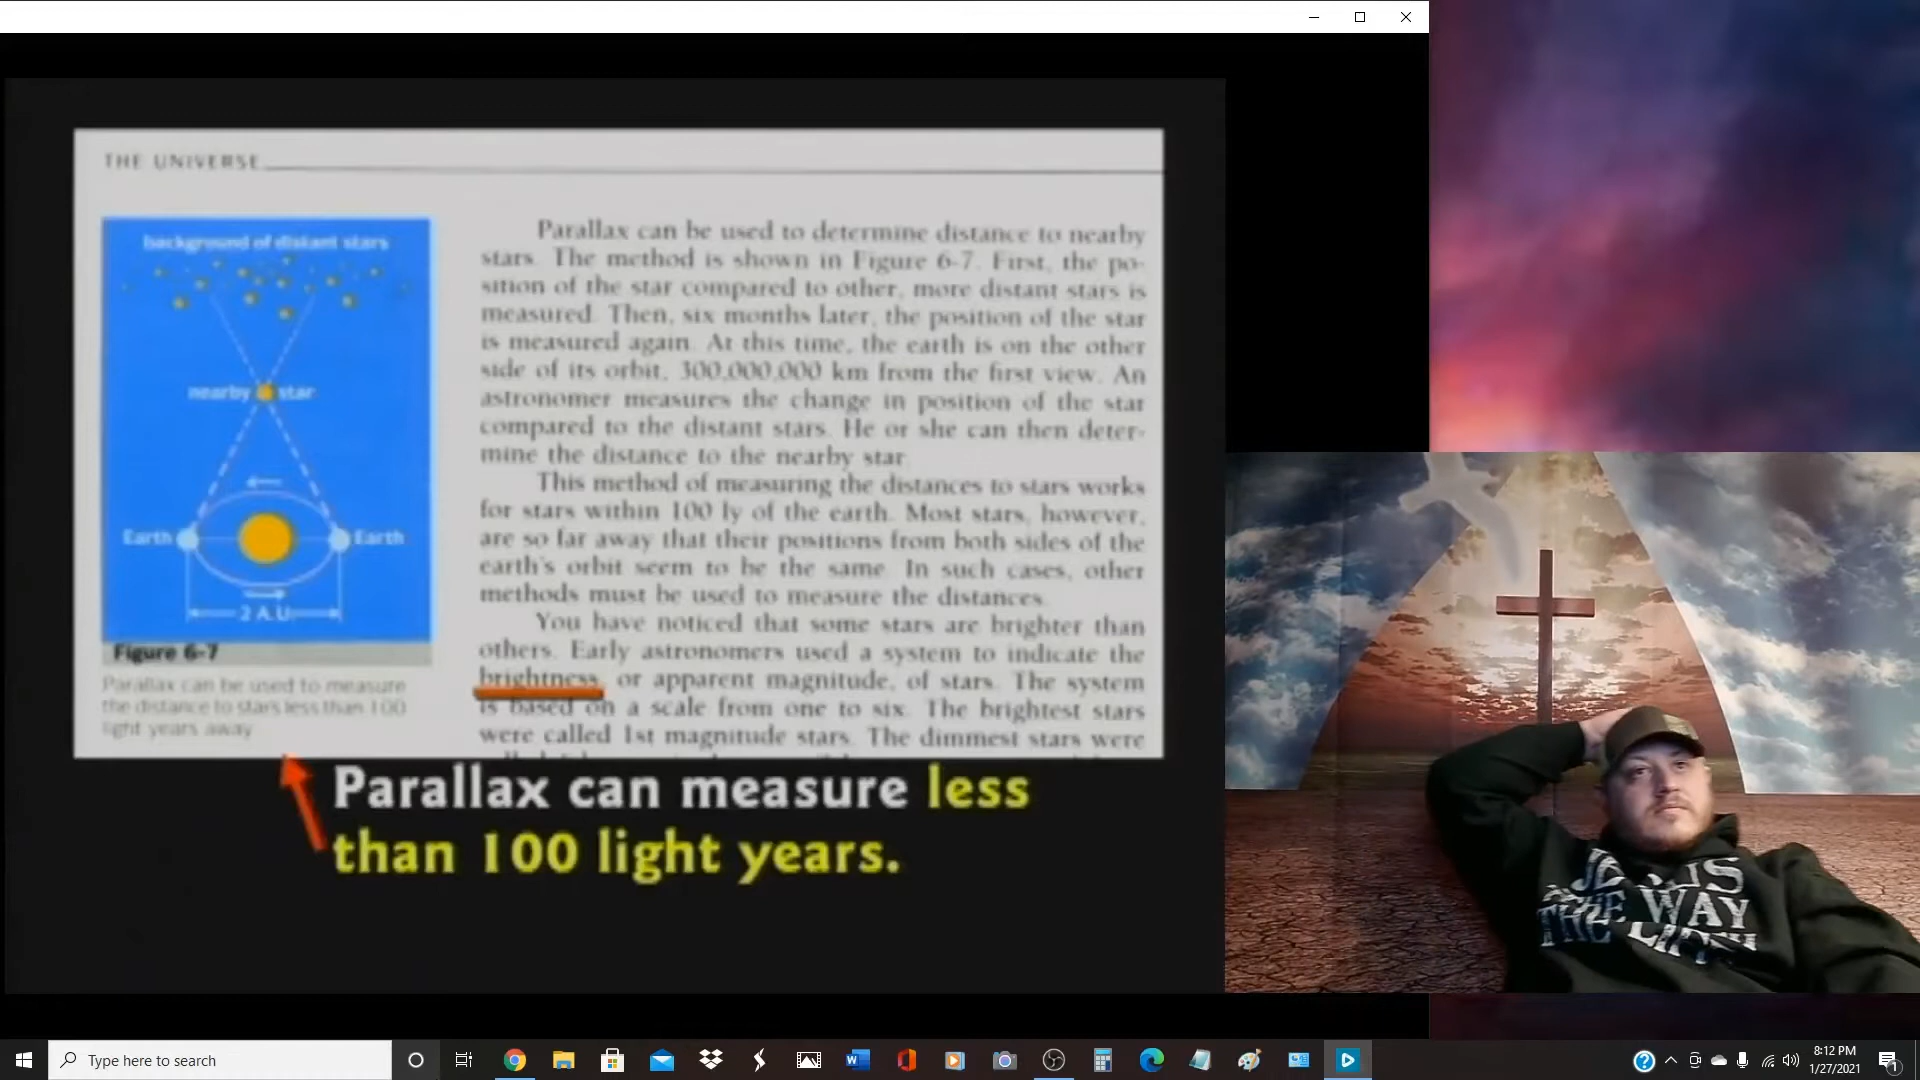 THE UNIVERSE
background of distant stars
nearby star
Earth
Earth
2 A.U.
Figure 6-7
Parallax can be used to measure
the distance to stars less than 100
light years away
Parallax can be used to determine distance to nearby
stars. The method is shown in Figure 6-7. First, the po-
sition of the star compared to other, more distant stars is
measured. Then, six months later, the position of the star
is measured again. At this time, the earth is on the other
side of its orbit, 300,000,000 km from the first view. An
astronomer measures the change in position of the star
compared to the distant stars. He or she can then deter-
mine the distance to the nearby star.
This method of measuring the distances to stars works
for stars within 100 ly of the earth. Most stars, however,
are so far away that their positions from both sides of the
earth's orbit seem to be the same. In such cases, other
methods must be used to measure the distances.
You have noticed that some stars are brighter than
others. Early astronomers used a system to indicate the
brightness, or apparent magnitude, of stars. The system
is based on a scale from one to six. The brightest stars
were called 1st magnitude stars. The dimmest stars were
Parallax can measure less
than 100 light years.
THE WAY
Type here to search
8:12 PM
1/27/2021